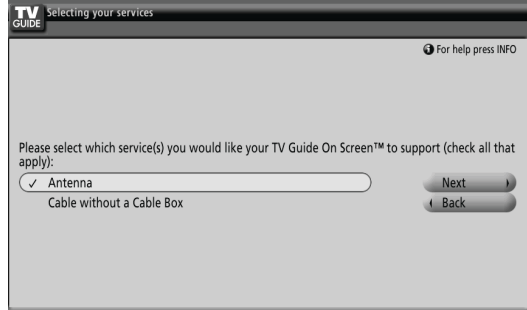 TV
GUIDE
Selecting your services
i For help press INFO
Please select which service(s) you would like your TV Guide On Screen™ to support (check all that
apply):
✓ Antenna
Next
Cable without a Cable Box
Back